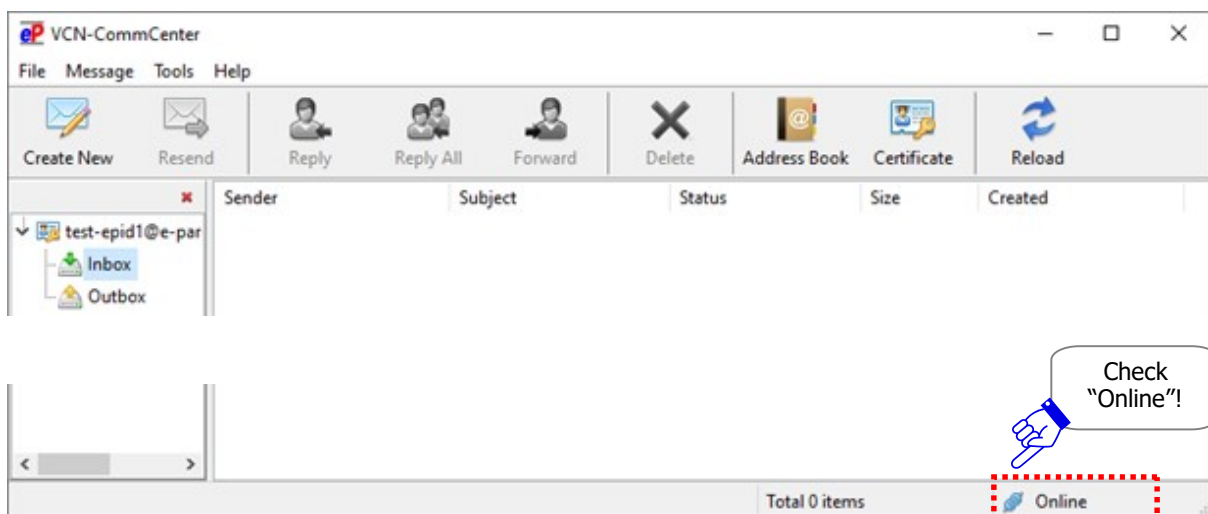 eP VCN-CommCenter
File Message Tools Help
Create New Resend Reply Reply All Forward Delete Address Book Certificate Reload
Sender Subject Status Size Created
test-epid1@e-par
Inbox
Outbox
Check
“Online”!
Total 0 items Online